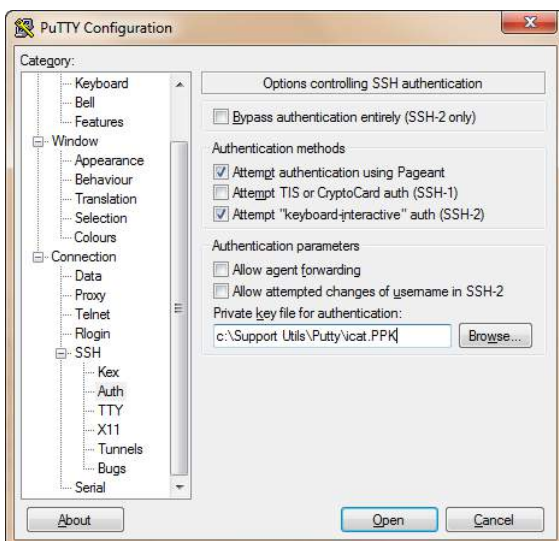 PuTTY Configuration
Category:
Keyboard
Bell
Features
Window
Appearance
Behaviour
Translation
Selection
Colours
Connection
Data
Proxy
Telnet
Rlogin
SSH
Kex
Auth
TTY
X11
Tunnels
Bugs
Serial
Options controlling SSH authentication
Bypass authentication entirely (SSH-2 only)
Authentication methods
Attempt authentication using Pageant
Attempt TIS or CryptoCard auth (SSH-1)
Attempt "keyboard-interactive" auth (SSH-2)
Authentication parameters
Allow agent forwarding
Allow attempted changes of username in SSH-2
Private key file for authentication:
c:\Support Utils\Putty\icat.PPK
Browse...
About
Open
Cancel